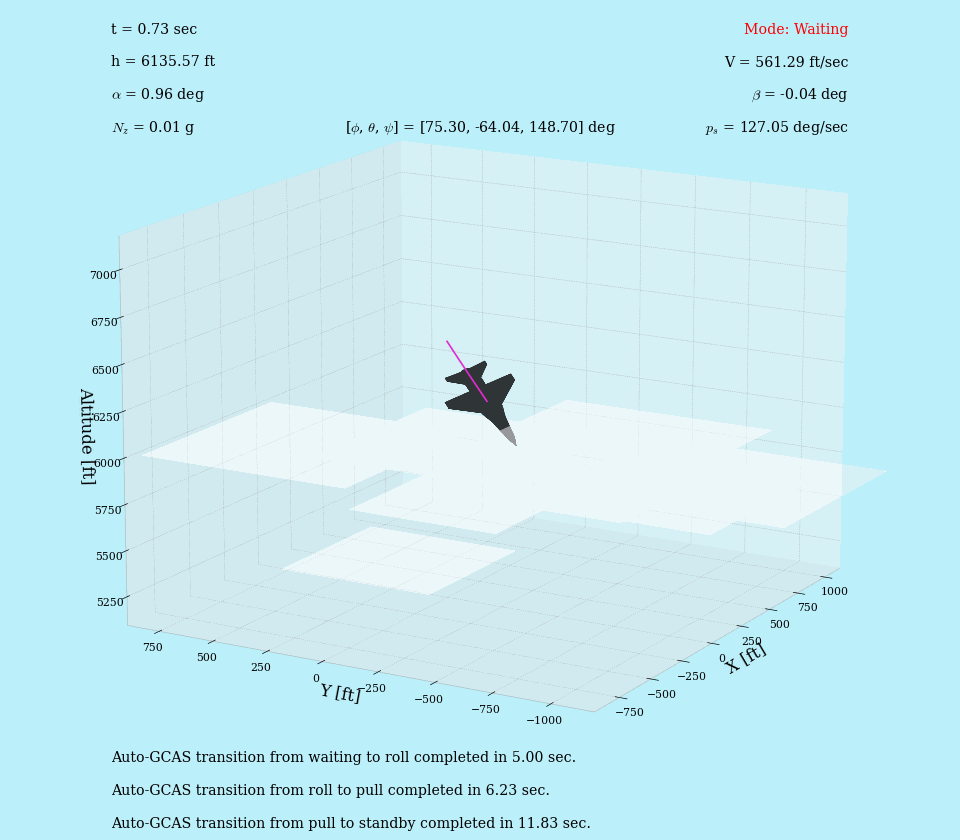 t = 0.73 sec
Mode: Waiting
h = 6135.57 ft
V = 561.29 ft/sec
α = 0.96 deg
β = -0.04 deg
N_z = 0.01 g
[ϕ, θ, ψ] = [75.30, -64.04, 148.70] deg
p_s = 127.05 deg/sec
7000
6750
6500
6250
6000
5750
5500
5250
Altitude [ft]
750
500
250
0
−250
−500
−750
−1000
Y [ft]
−750
−500
−250
0
250
500
750
1000
X [ft]
Auto-GCAS transition from waiting to roll completed in 5.00 sec.
Auto-GCAS transition from roll to pull completed in 6.23 sec.
Auto-GCAS transition from pull to standby completed in 11.83 sec.